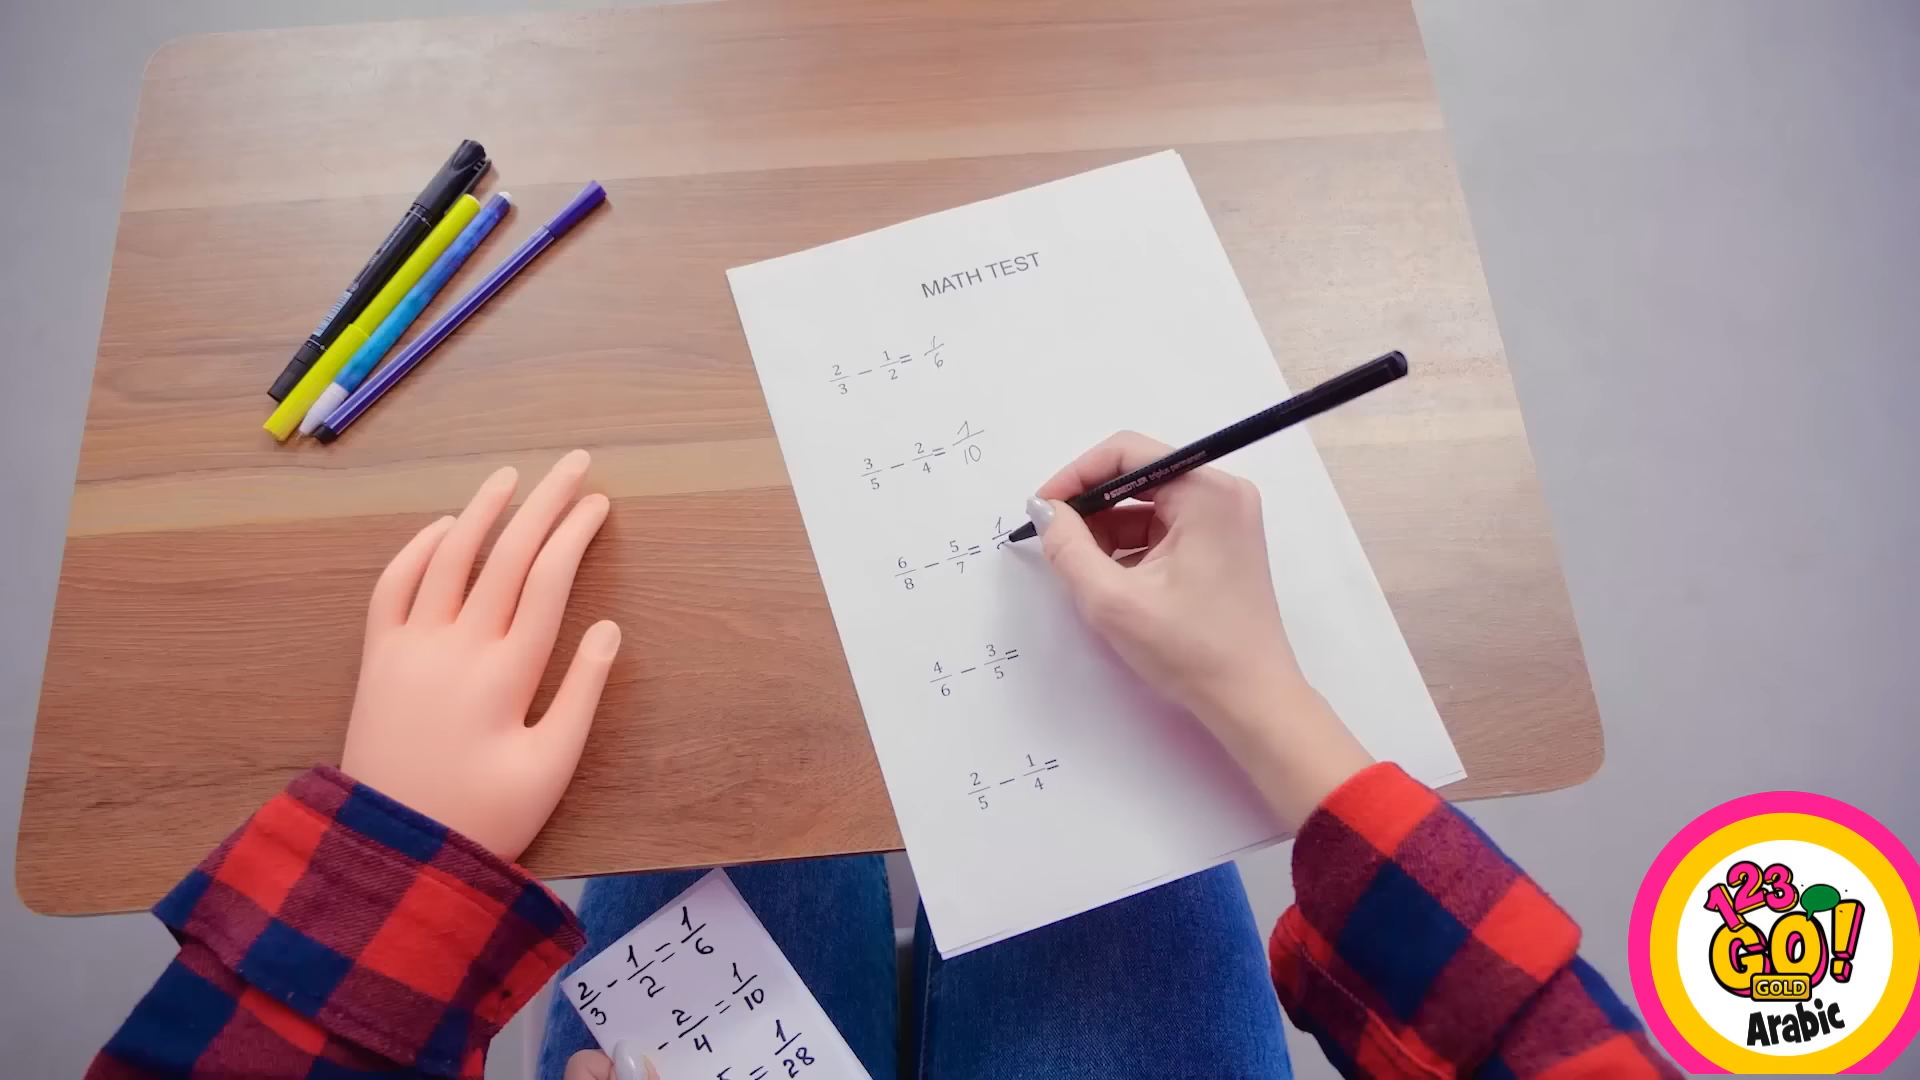 MATH TEST
2/3 - 1/2 = 1/6
3/5 - 2/4 = 1/10
6/8 - 5/7 = 1/
4/6 - 3/5 =
2/5 - 1/4 =
STAEDTLER triplus permanent
2/3 - 1/2 = 1/6
- 2/4 = 1/10
5 = 1/28
123
GO!
GOLD
Arabic